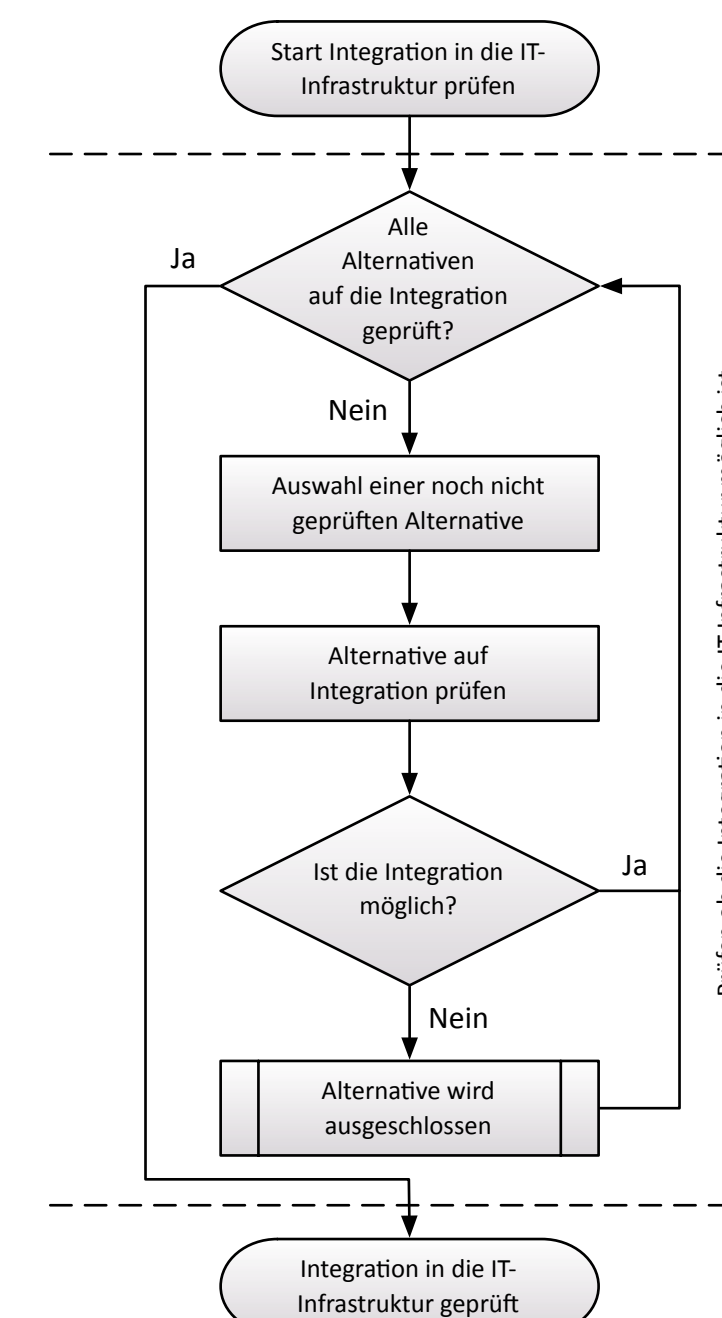 Start Integration in die IT-
Infrastruktur prüfen
Alle
Alternativen
auf die Integration
geprüft?
Ja
Nein
Auswahl einer noch nicht
geprüften Alternative
Alternative auf
Integration prüfen
Ist die Integration
möglich?
Ja
Nein
Alternative wird
ausgeschlossen
Integration in die IT-
Infrastruktur geprüft